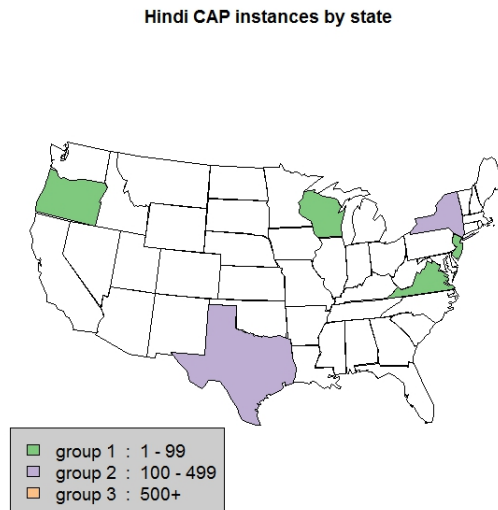 Hindi CAP instances by state
group 1 : 1 - 99
group 2 : 100 - 499
group 3 : 500+